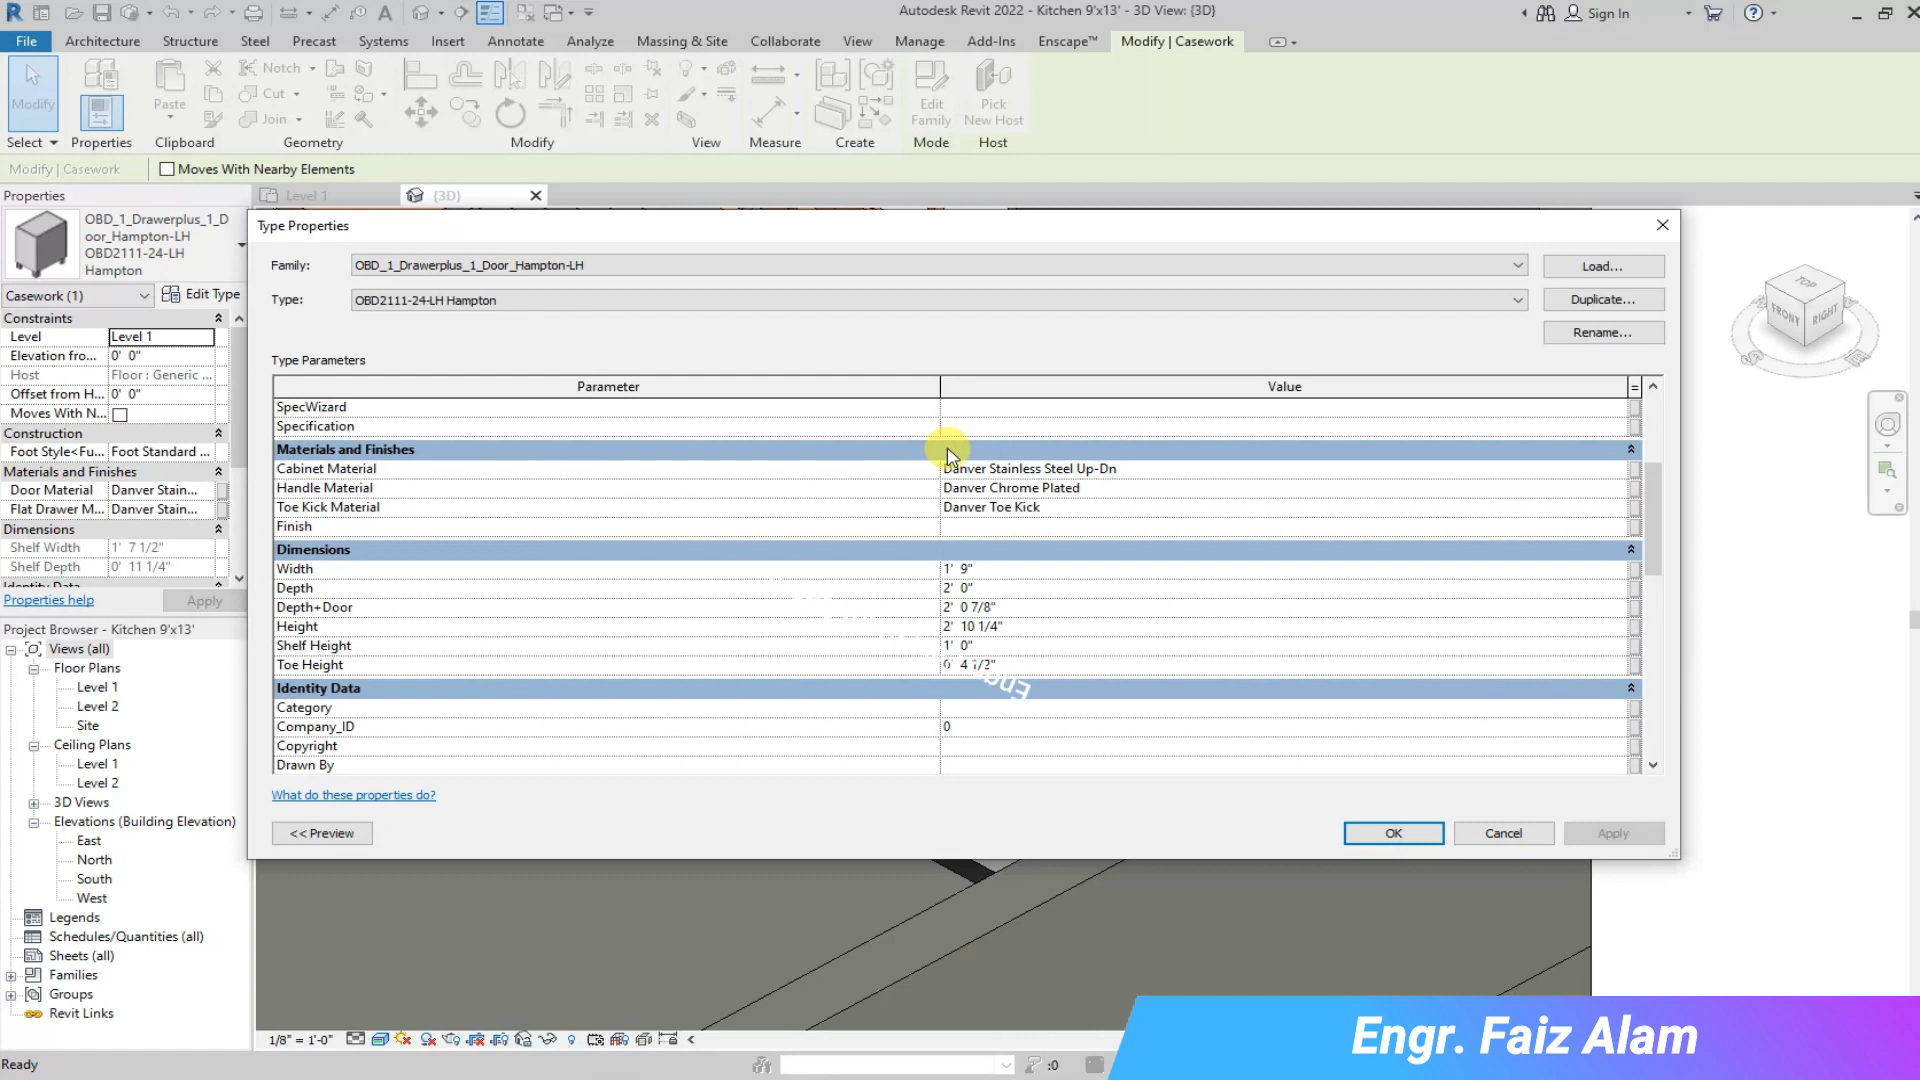 Autodesk Revit 2022 - Kitchen 9'x13' - 3D View: {3D}
Sign In
File Architecture Structure Steel Precast Systems Insert Annotate Analyze Massing & Site Collaborate View Manage Add-Ins Enscape™ Modify | Casework
Modify
Paste
Notch
Cut
Join
Edit Family
Pick New Host
Select Properties Clipboard Geometry Modify View Measure Create Mode Host
Modify | Casework Moves With Nearby Elements
Properties
Level 1
{3D}
OBD_1_Drawerplus_1_D
oor_Hampton-LH
OBD2111-24-LH
Hampton
Casework (1) Edit Type
Constraints
Level Level 1
Elevation fro... 0' 0"
Host Floor : Generic ...
Offset from H... 0' 0"
Moves With N...
Construction
Foot Style<Fu... Foot Standard ...
Materials and Finishes
Door Material Danver Stain...
Flat Drawer M... Danver Stain...
Dimensions
Shelf Width 1' 7 1/2"
Shelf Depth 0' 11 1/4"
Identity Data
Properties help Apply
Project Browser - Kitchen 9'x13'
Views (all)
Floor Plans
Level 1
Level 2
Site
Ceiling Plans
Level 1
Level 2
3D Views
Elevations (Building Elevation)
East
North
South
West
Legends
Schedules/Quantities (all)
Sheets (all)
Families
Groups
Revit Links
Type Properties
Family: OBD_1_Drawerplus_1_Door_Hampton-LH Load...
Type: OBD2111-24-LH Hampton Duplicate...
Rename...
Type Parameters
Parameter Value =
SpecWizard
Specification
Materials and Finishes
Cabinet Material Danver Stainless Steel Up-Dn
Handle Material Danver Chrome Plated
Toe Kick Material Danver Toe Kick
Finish
Dimensions
Width 1' 9"
Depth 2' 0"
Depth+Door 2' 0 7/8"
Height 2' 10 1/4"
Shelf Height 1' 0"
Toe Height 0' 4 1/2"
Identity Data
Category
Company_ID 0
Copyright
Drawn By
What do these properties do?
<< Preview OK Cancel Apply
TOP
FRONT
RIGHT
S
E
Engr.
1/8" = 1'-0"
Ready
:0
Engr. Faiz Alam